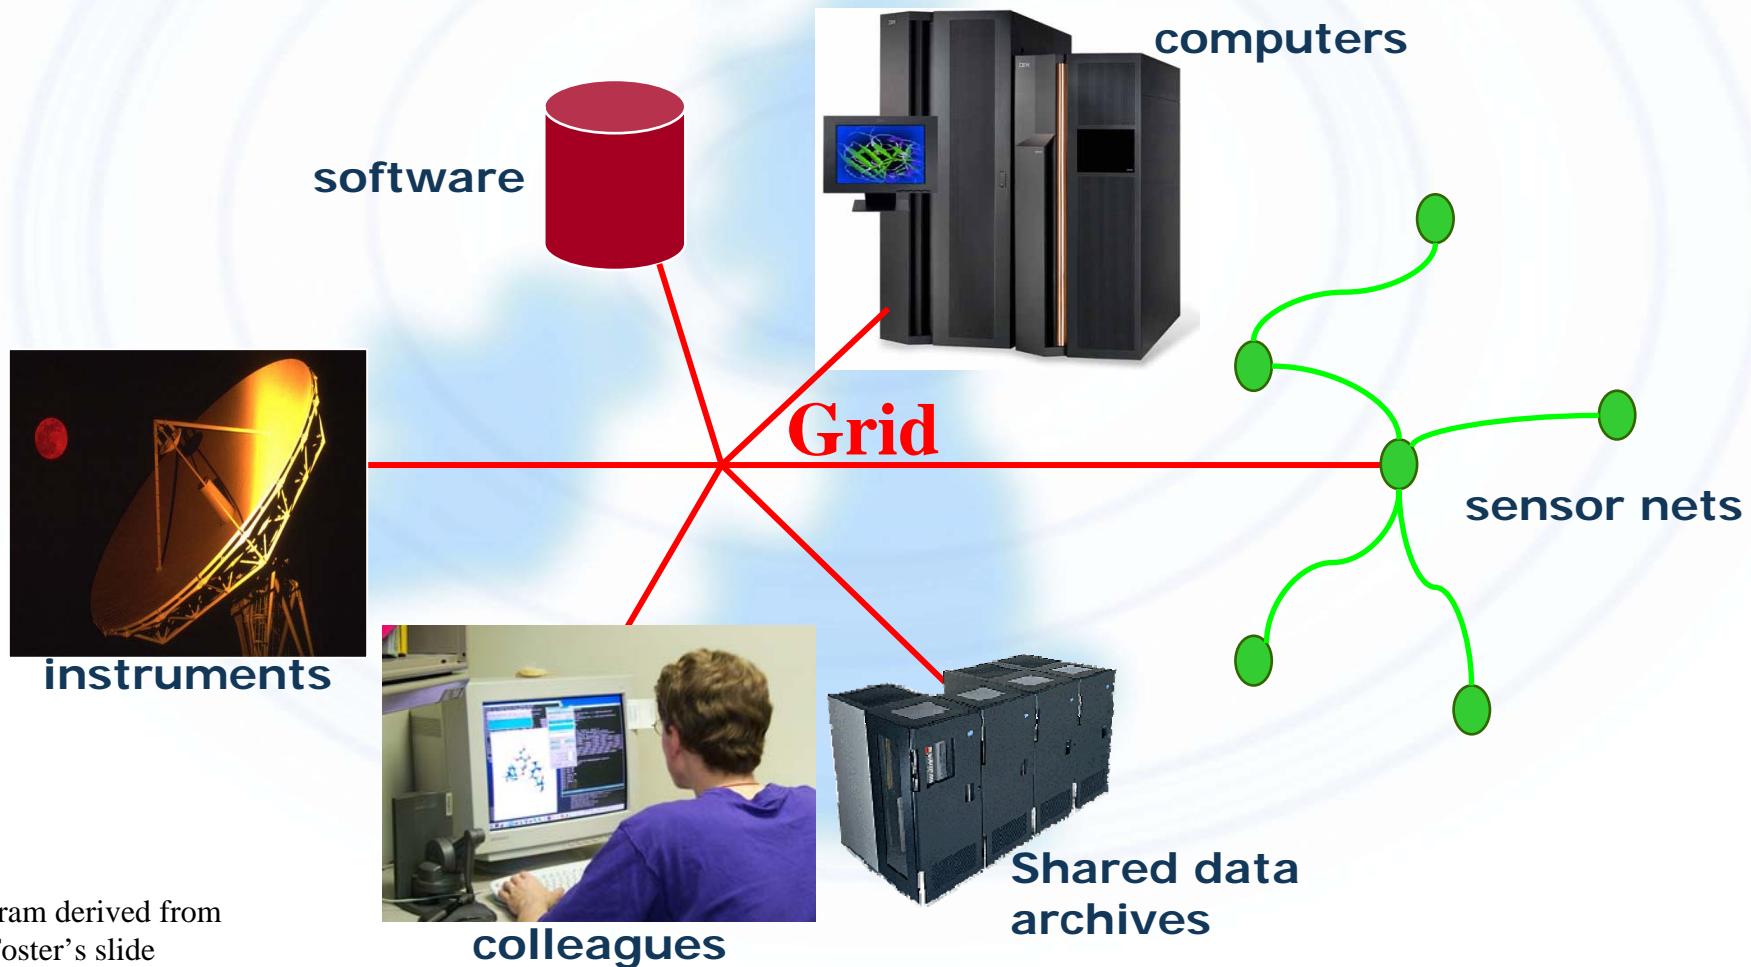 computers
software
Grid
sensor nets
instruments
Shared data
archives
colleagues
ram derived from
oster's slide